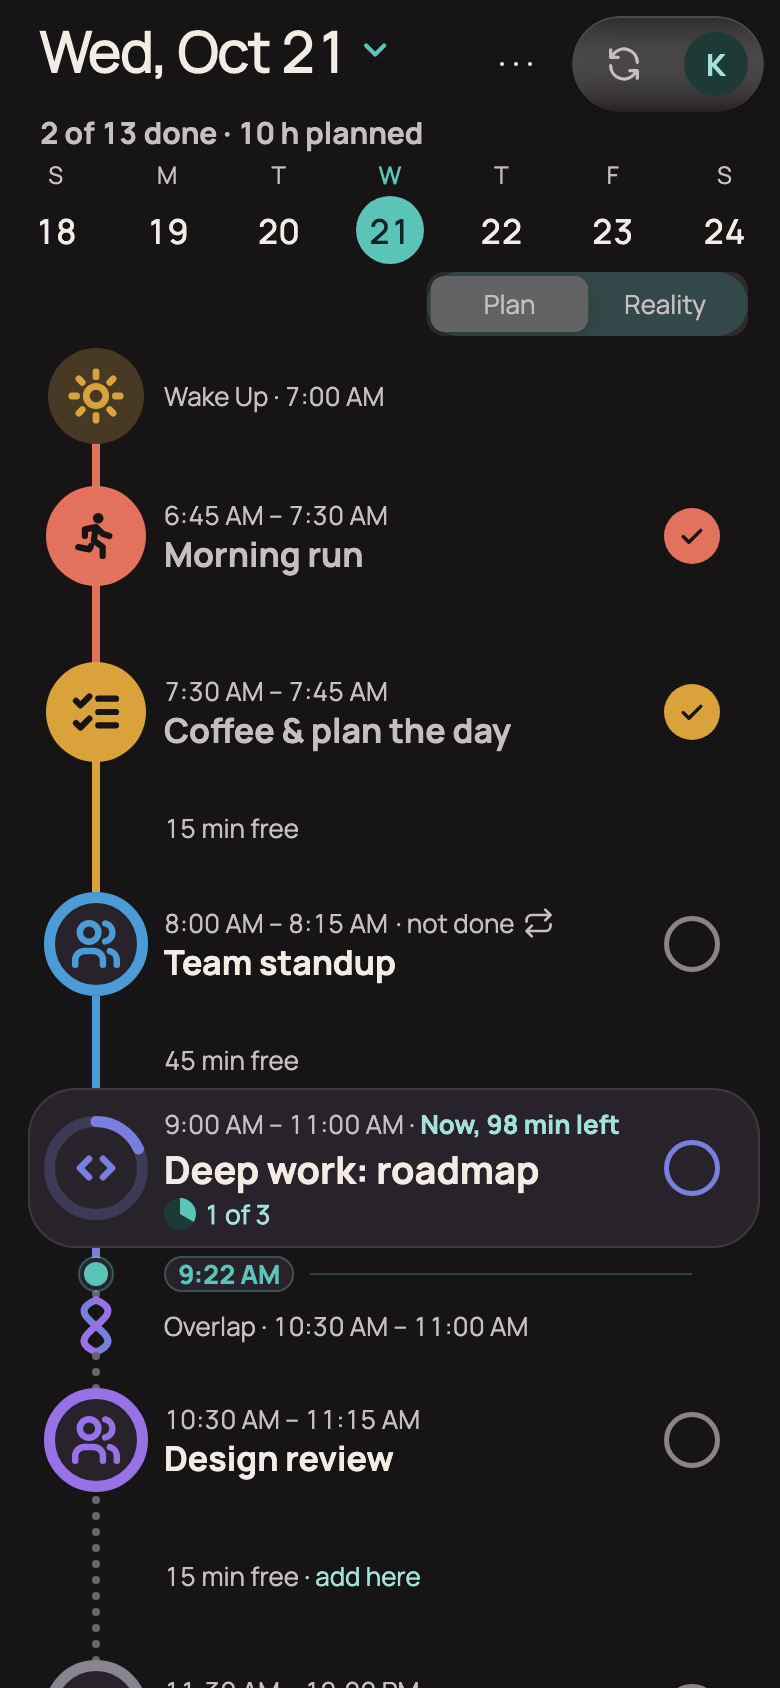 Wed, Oct 21
...
K
2 of 13 done · 10 h planned
S M T W T F S
18 19 20 21 22 23 24
Plan Reality
Wake Up · 7:00 AM
6:45 AM – 7:30 AM
Morning run
7:30 AM – 7:45 AM
Coffee & plan the day
15 min free
8:00 AM – 8:15 AM · not done
Team standup
45 min free
9:00 AM – 11:00 AM · Now, 98 min left
Deep work: roadmap
1 of 3
9:22 AM
Overlap · 10:30 AM – 11:00 AM
10:30 AM – 11:15 AM
Design review
15 min free · add here